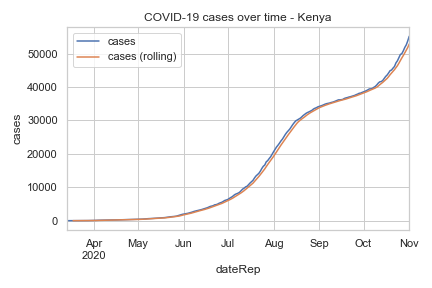 COVID-19 cases over time - Kenya
cases
cases (rolling)
50000
40000
30000
20000
10000
0
cases
Apr May Jun Jul Aug Sep Oct Nov
2020
dateRep